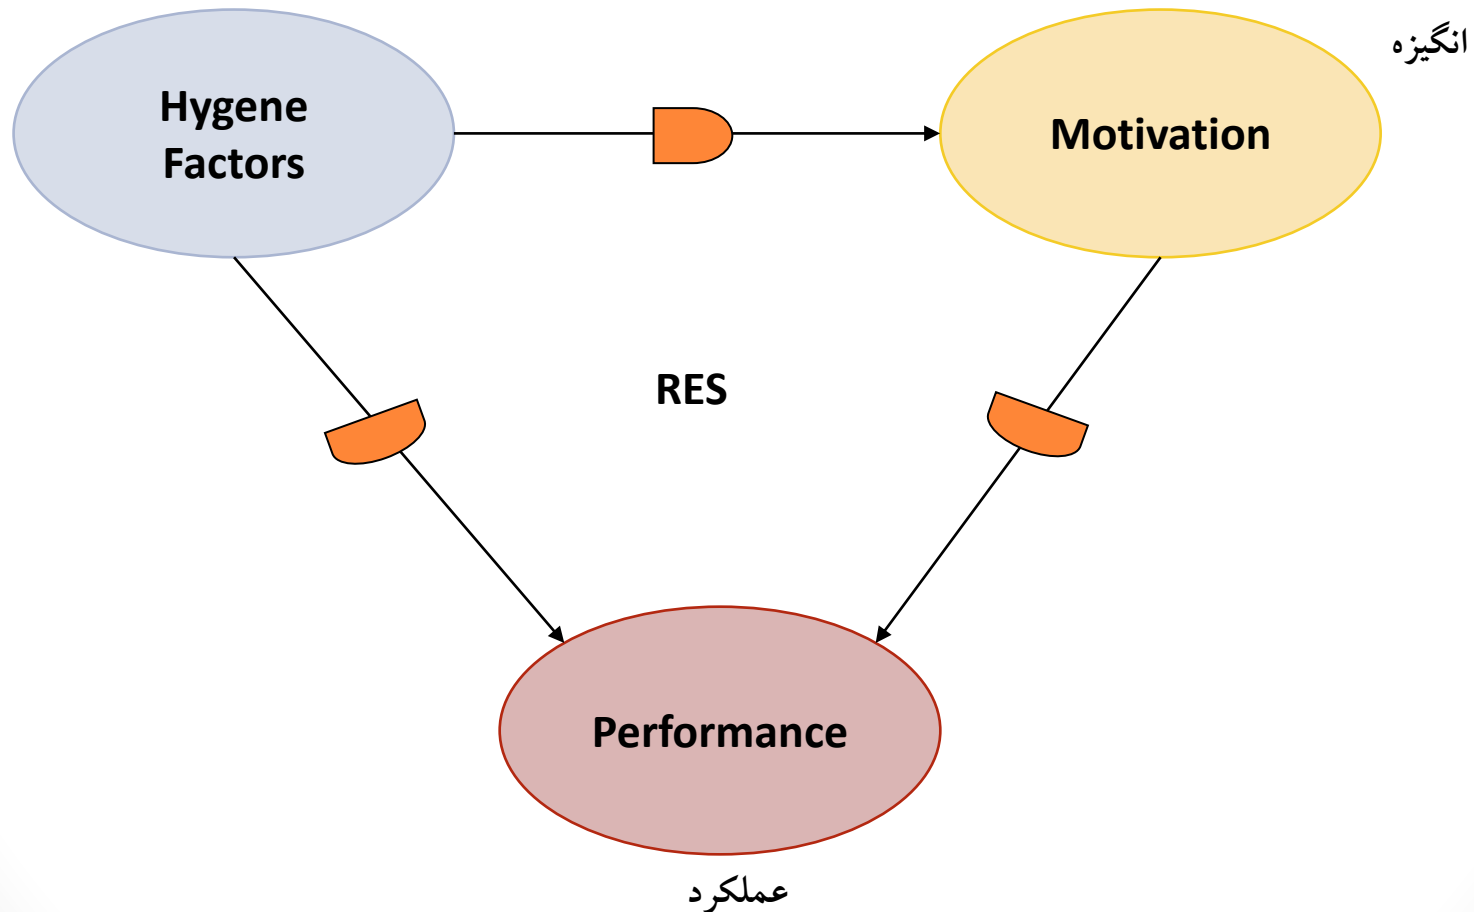 انگیزه
Hygene
Factors
Motivation
RES
Performance
عملکرد